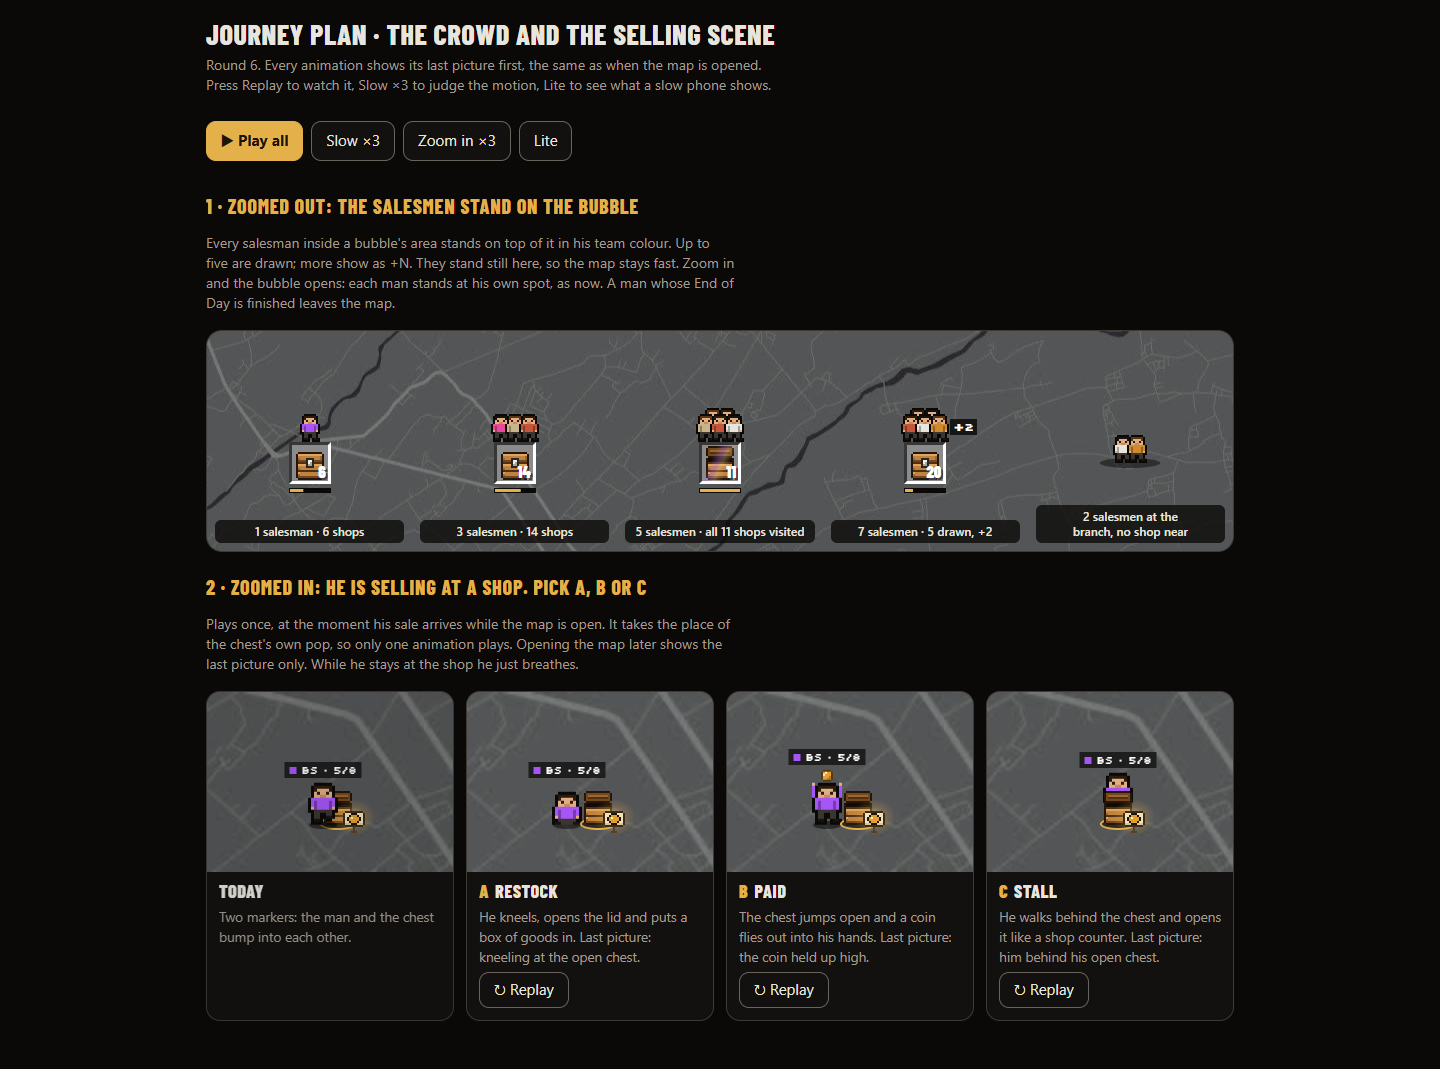 JOURNEY PLAN · THE CROWD AND THE SELLING SCENE
Round 6. Every animation shows its last picture first, the same as when the map is opened.
Press Replay to watch it, Slow ×3 to judge the motion, Lite to see what a slow phone shows.
▶ Play all
Slow ×3
Zoom in ×3
Lite
1 · ZOOMED OUT: THE SALESMEN STAND ON THE BUBBLE
Every salesman inside a bubble's area stands on top of it in his team colour. Up to
five are drawn; more show as +N. They stand still here, so the map stays fast. Zoom in
and the bubble opens: each man stands at his own spot, as now. A man whose End of
Day is finished leaves the map.
+2
6
14
11
20
1 salesman · 6 shops
3 salesmen · 14 shops
5 salesmen · all 11 shops visited
7 salesmen · 5 drawn, +2
2 salesmen at the
branch, no shop near
2 · ZOOMED IN: HE IS SELLING AT A SHOP. PICK A, B OR C
Plays once, at the moment his sale arrives while the map is open. It takes the place of
the chest's own pop, so only one animation plays. Opening the map later shows the
last picture only. While he stays at the shop he just breathes.
BS · 5/8
BS · 5/8
BS · 5/8
BS · 5/8
TODAY
Two markers: the man and the chest
bump into each other.
A RESTOCK
He kneels, opens the lid and puts a
box of goods in. Last picture:
kneeling at the open chest.
↻ Replay
B PAID
The chest jumps open and a coin
flies out into his hands. Last picture:
the coin held up high.
↻ Replay
C STALL
He walks behind the chest and opens
it like a shop counter. Last picture:
him behind his open chest.
↻ Replay